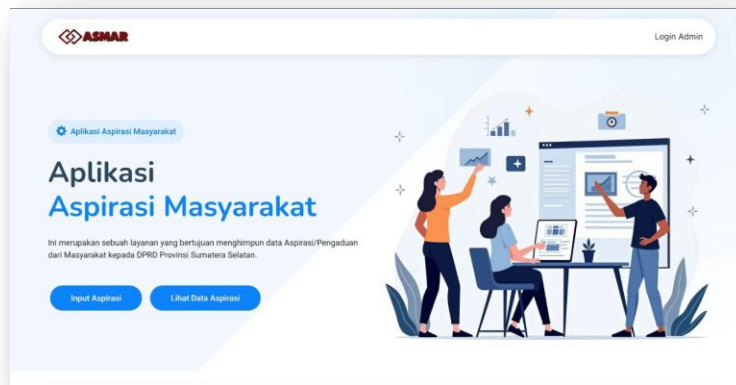 ASMAR
Login Admin
Aplikasi Aspirasi Masyarakat
Aplikasi
Aspirasi Masyarakat
Ini merupakan sebuah layanan yang bertujuan menghimpun data Aspirasi/Pengaduan
dari Masyarakat kepada DPRD Provinsi Sumatera Selatan.
Input Aspirasi
Lihat Data Aspirasi